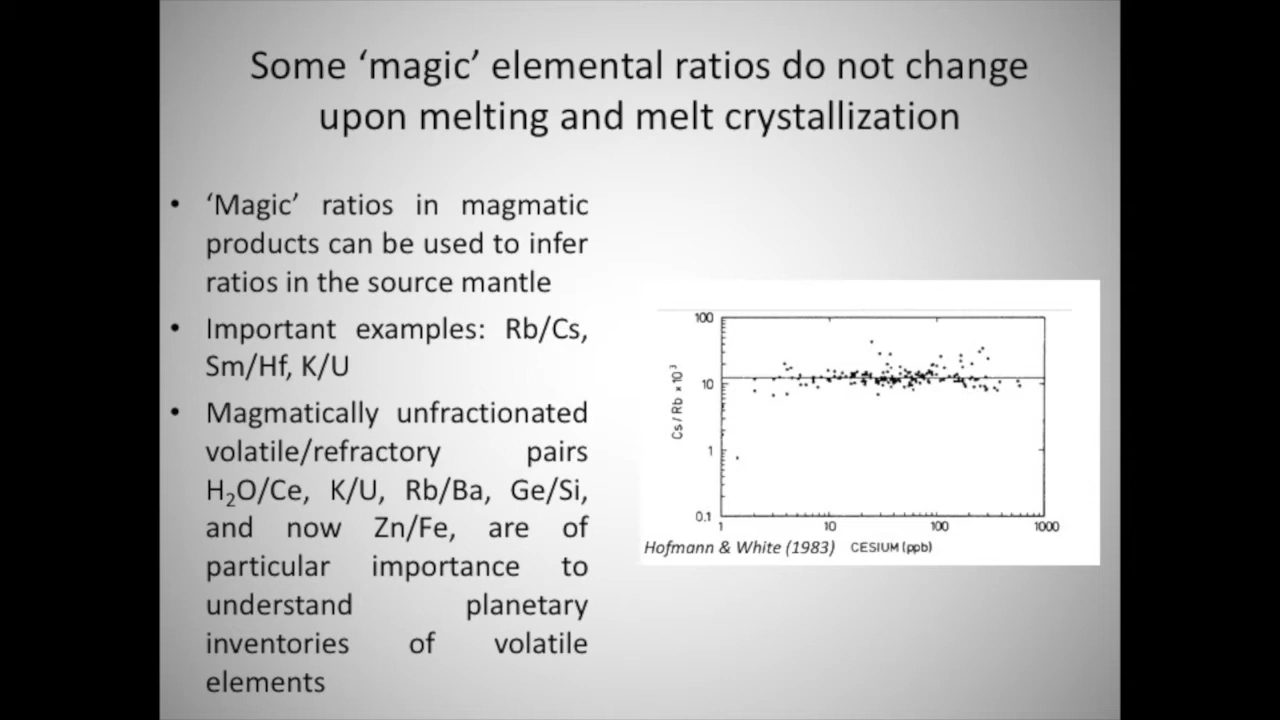 Some ‘magic’ elemental ratios do not change
upon melting and melt crystallization
• ‘Magic’ ratios in magmatic
products can be used to infer
ratios in the source mantle
• Important examples: Rb/Cs,
Sm/Hf, K/U
• Magmatically unfractionated
volatile/refractory pairs
H₂O/Ce, K/U, Rb/Ba, Ge/Si,
and now Zn/Fe, are of
particular importance to
understand planetary
inventories of volatile
elements
100
10
1
0.1
Cs / Rb x10³
1 10 100 1000
Hofmann & White (1983) CESIUM (ppb)